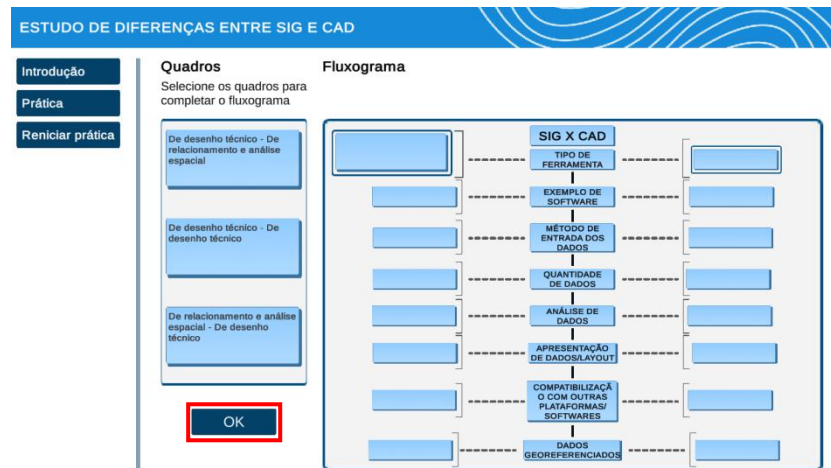 ESTUDO DE DIFERENÇAS ENTRE SIG E CAD
Introdução
Prática
Reniciar prática
Quadros
Selecione os quadros para
completar o fluxograma
De desenho técnico - De
relacionamento e análise
espacial
De desenho técnico - De
desenho técnico
De relacionamento e análise
espacial - De desenho
técnico
OK
Fluxograma
SIG X CAD
TIPO DE
FERRAMENTA
EXEMPLO DE
SOFTWARE
MÉTODO DE
ENTRADA DOS
DADOS
QUANTIDADE
DE DADOS
ANÁLISE DE
DADOS
APRESENTAÇÃO
DE DADOS/LAYOUT
COMPATIBILIZAÇÃ
O COM OUTRAS
PLATAFORMAS/
SOFTWARES
DADOS
GEOREFERENCIADOS